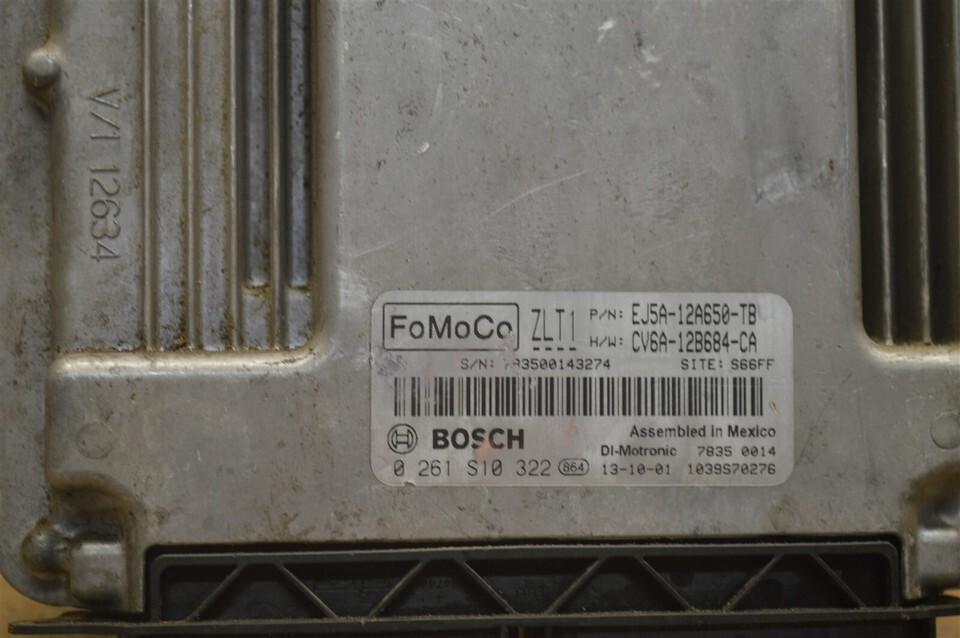 V/1 12634
FoMoCo ZLT1 P/N: EJ5A-12A650-TB
H/W: CV6A-12B684-CA
S/N: SITE: S66FF
BOSCH Assembled in Mexico
DI-Motronic 7835 0014
0 261 S10 322 864 13-10-01 1039S70276